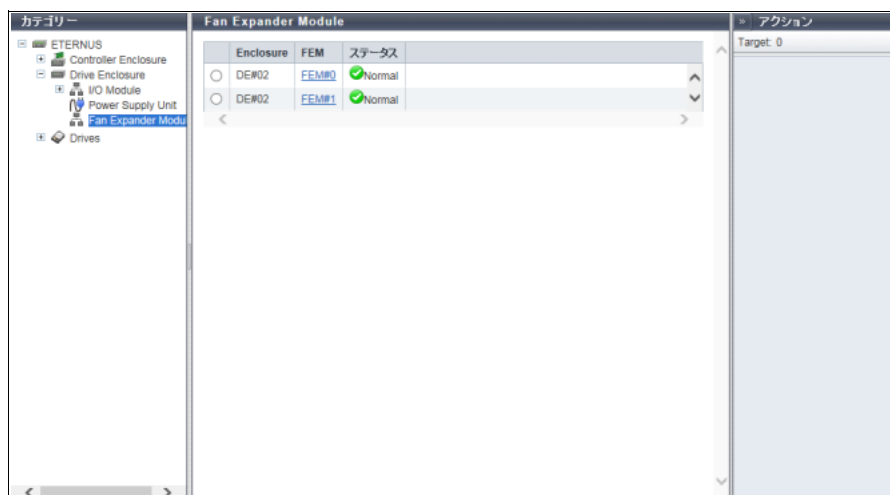 カテゴリー
ETERNUS
Controller Enclosure
Drive Enclosure
I/O Module
Power Supply Unit
Fan Expander Modu
Drives
Fan Expander Module
Enclosure FEM ステータス
DE#02 FEM#0 Normal
DE#02 FEM#1 Normal
» アクション
Target: 0